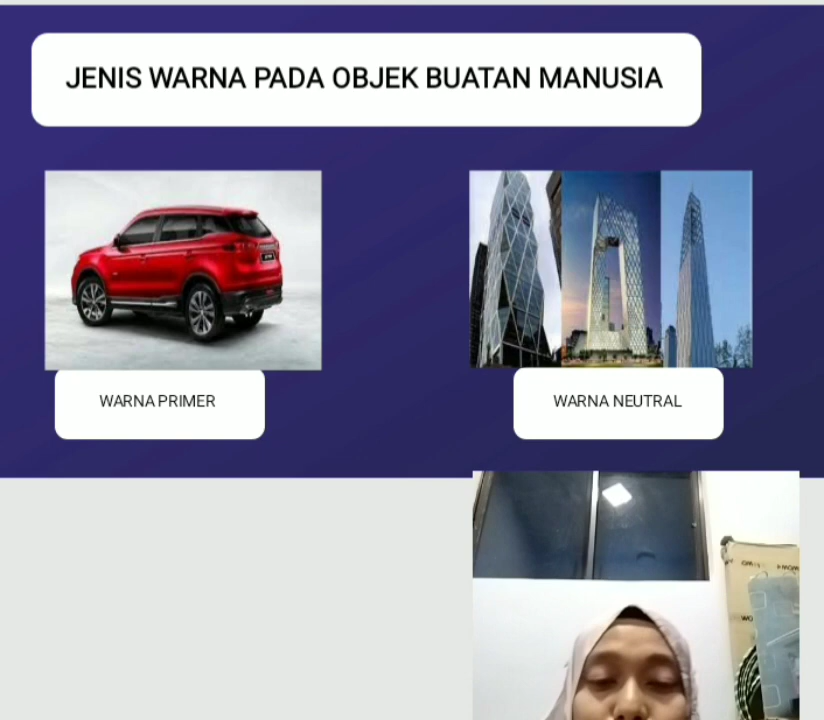 JENIS WARNA PADA OBJEK BUATAN MANUSIA
WARNA PRIMER
WARNA NEUTRAL